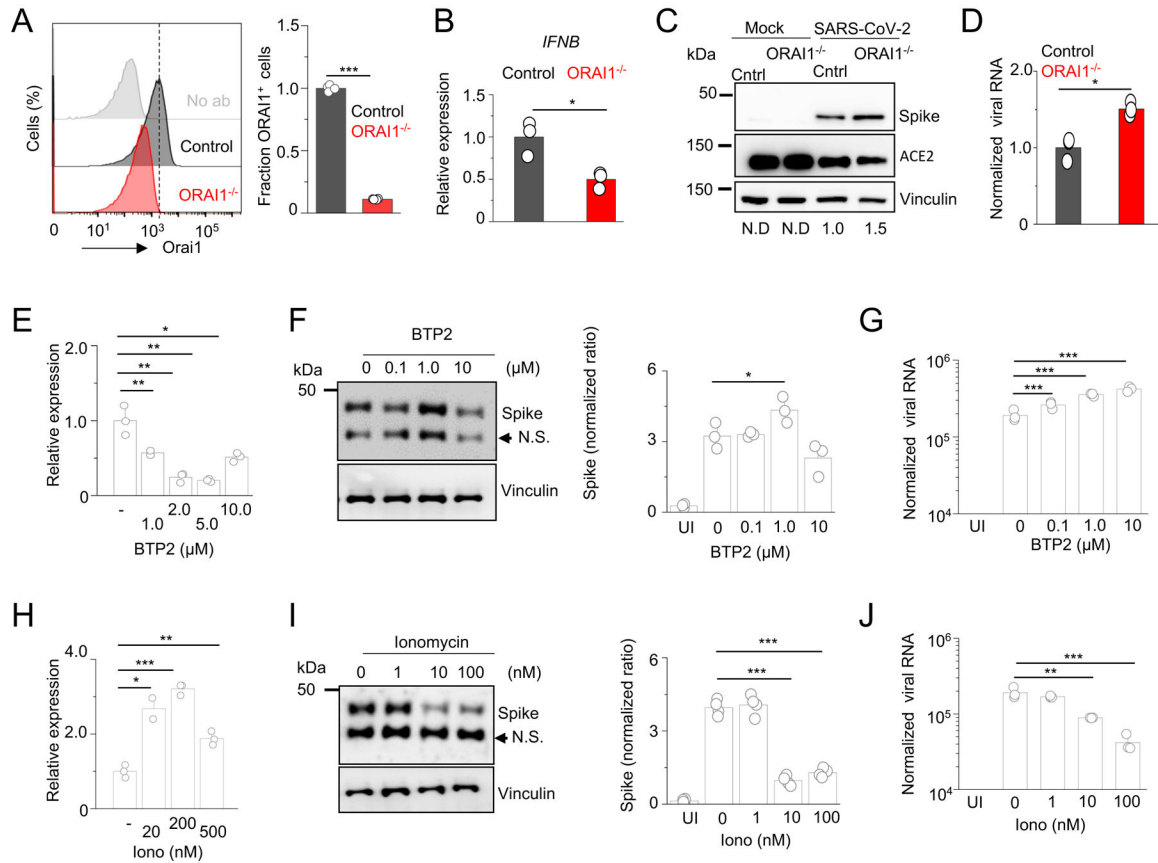 A
No ab
Control
ORAI1-/-
Cells (%)
0 10¹ 10³ 10⁵
Orai1
Fraction ORAI1⁺ cells
1.5
1.0
0.5
0
***
Control
ORAI1-/-
B
IFNB
Control ORAI1-/-
Relative expression
1.5
1.0
0.5
0
*
C
Mock SARS-CoV-2
kDa
Cntrl ORAI1-/- Cntrl ORAI1-/-
50
150
150
Spike
ACE2
Vinculin
N.D N.D 1.0 1.5
D
Control
ORAI1-/-
Normalized viral RNA
2.0
1.0
0
*
E
Relative expression
2.0
1.0
0
*
**
**
**
- 1.0 2.0 5.0 10.0
BTP2 (µM)
F
BTP2
kDa 0 0.1 1.0 10 (µM)
50
Spike
N.S.
Vinculin
Spike (normalized ratio)
6
3
0
*
UI 0 0.1 1.0 10
BTP2 (µM)
G
Normalized viral RNA
10⁶
10⁵
10⁴
***
***
***
UI 0 0.1 1.0 10
BTP2 (µM)
H
Relative expression
4.0
2.0
0
**
***
*
- 20 200 500
Iono (nM)
I
Ionomycin
kDa 0 1 10 100 (nM)
50
Spike
N.S.
Vinculin
Spike (normalized ratio)
6
3
0
***
***
UI 0 1 10 100
Iono (nM)
J
Normalized viral RNA
10⁶
10⁵
10⁴
***
**
UI 0 1 10 100
Iono (nM)